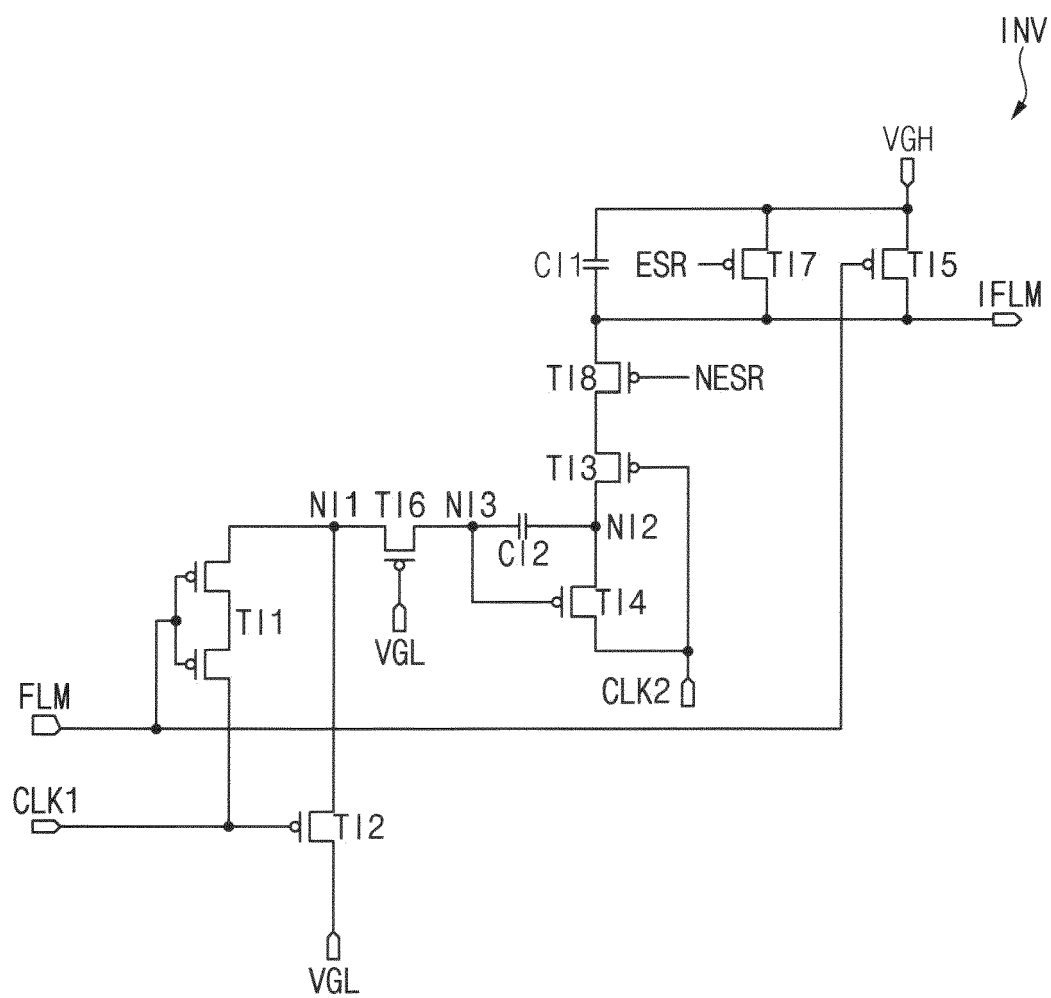 INV
VGH
CI1
ESR
TI7
TI5
IFLM
TI8
NESR
TI3
NI1
TI6
NI3
CI2
NI2
TI4
TI1
VGL
CLK2
FLM
CLK1
TI2
VGL